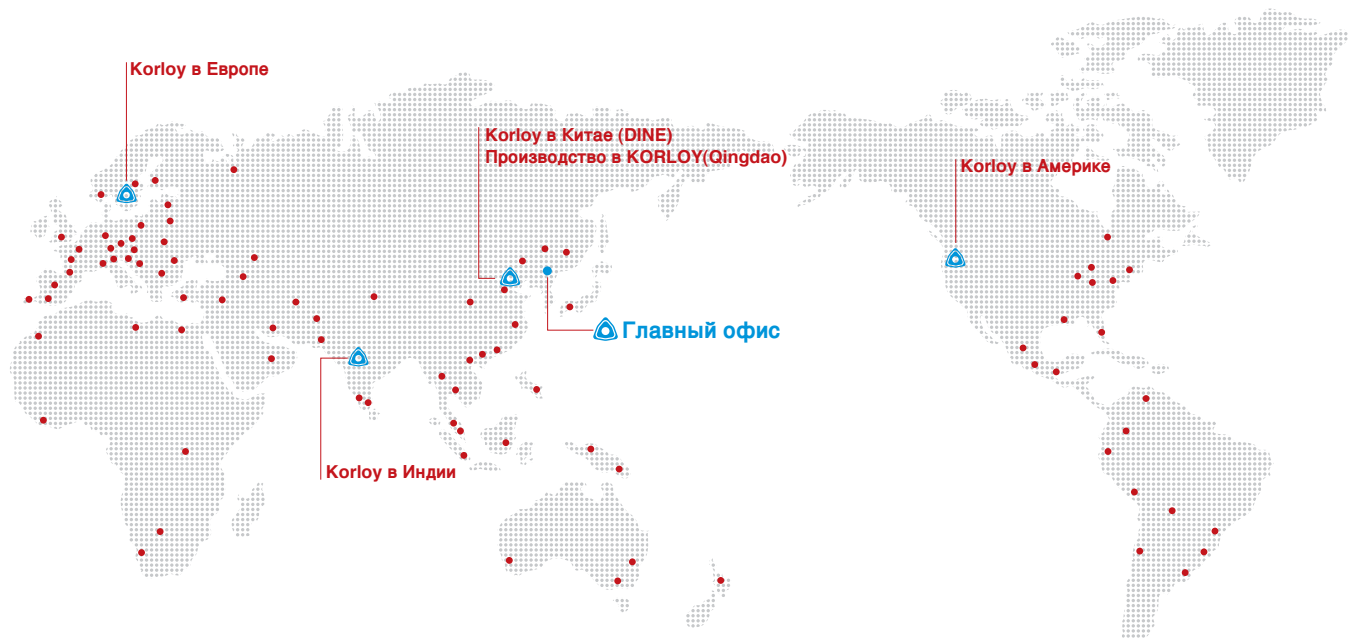 Korloy в Европе
Korloy в Китае (DINE)
Производство в KORLOY(Qingdao)
Korloy в Америке
Главный офис
Korloy в Индии